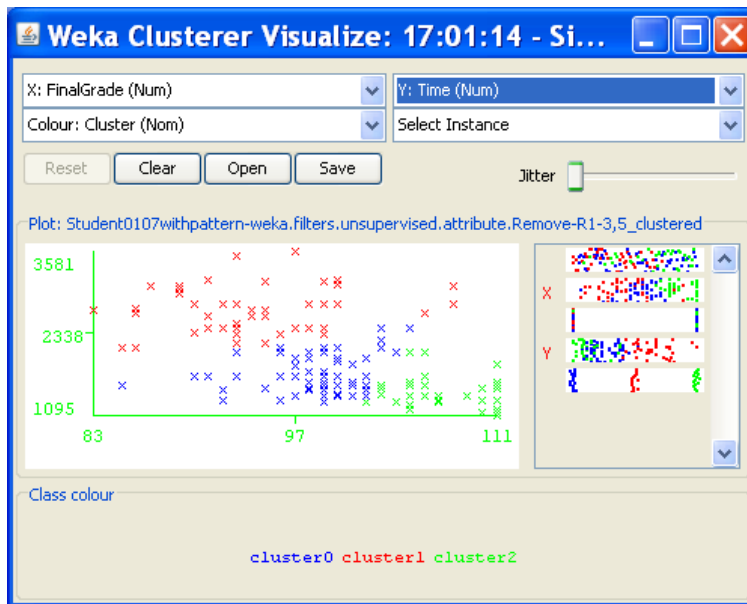 Weka Clusterer Visualize: 17:01:14 - Si...
X: FinalGrade (Num) Y: Time (Num)
Colour: Cluster (Nom) Select Instance
Reset Clear Open Save Jitter
Plot: Student0107withpattern-weka.filters.unsupervised.attribute.Remove-R1-3,5_clustered
3581
X
2338
Y
1095
83 97 111
Class colour
cluster0 cluster1 cluster2